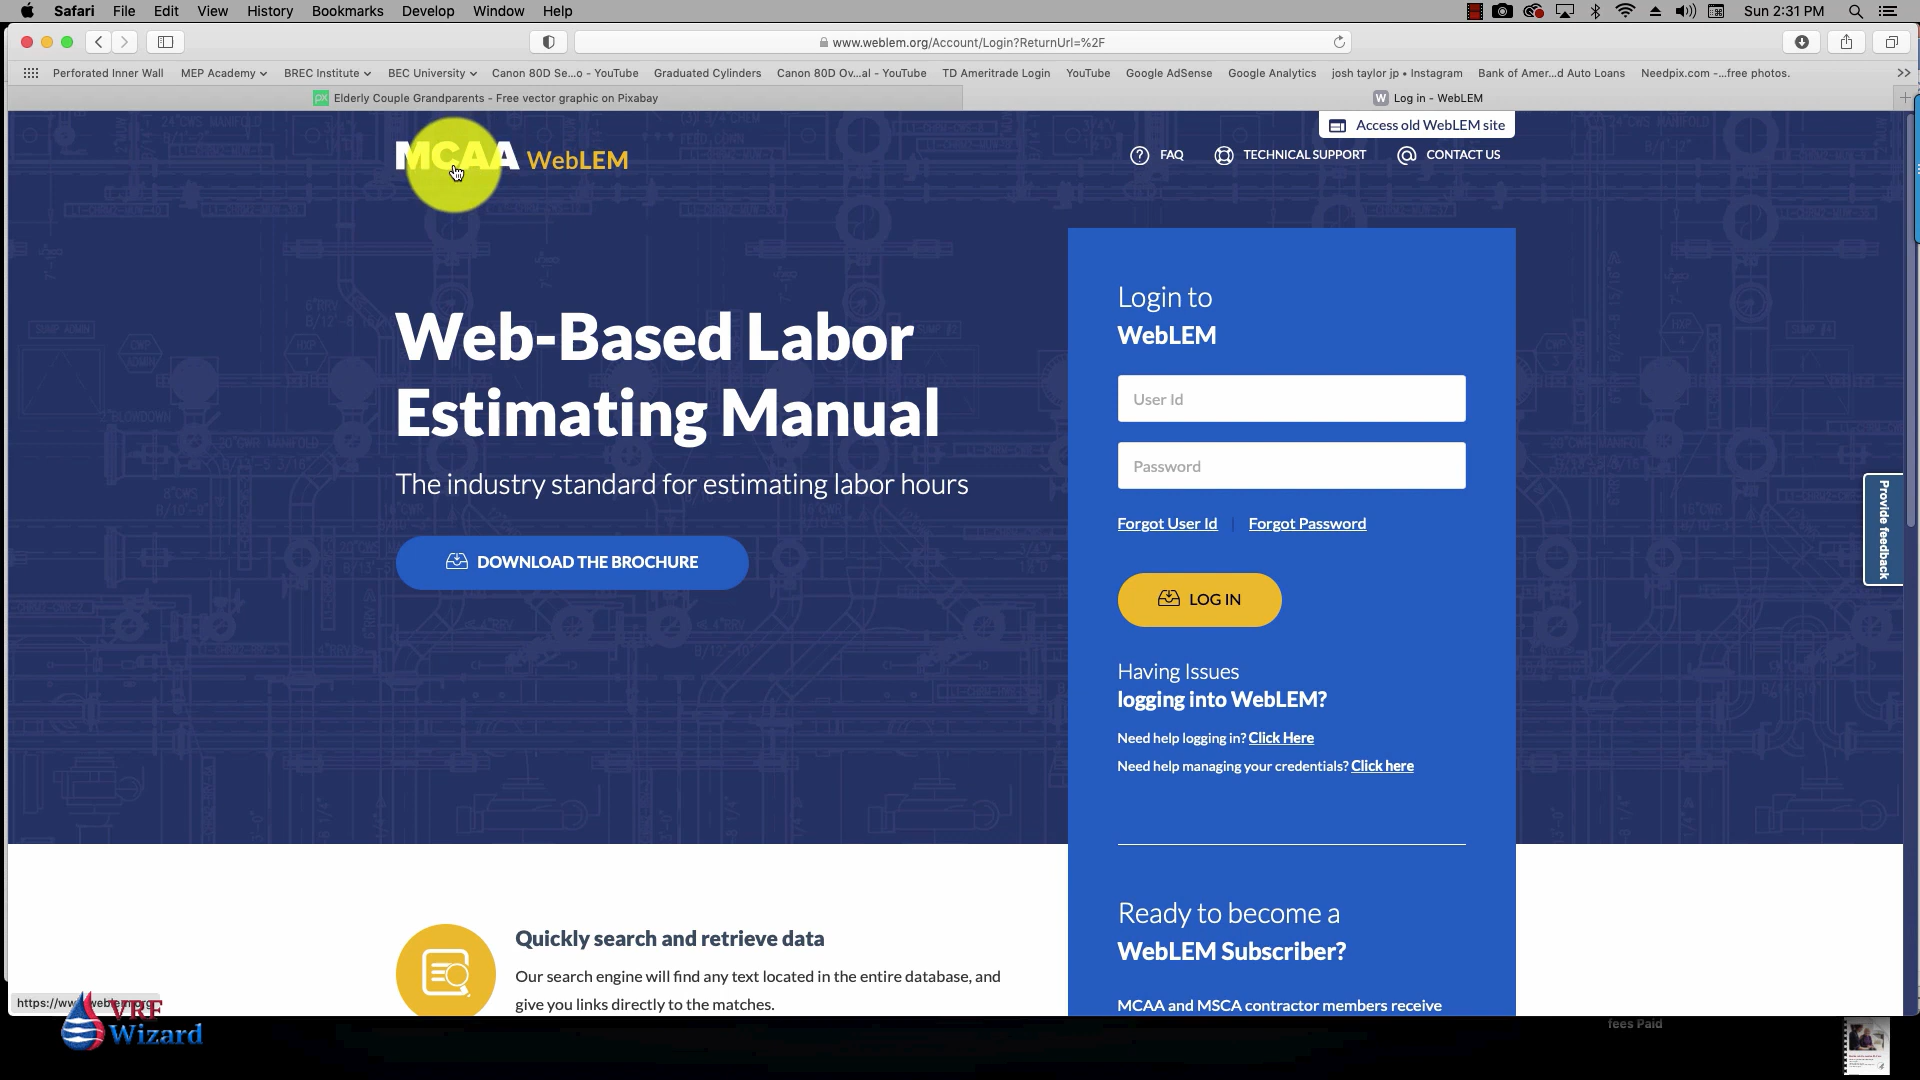 Safari File Edit View History Bookmarks Develop Window Help
Sun 2:31 PM
www.weblem.org/Account/Login?ReturnUrl=%2F
Perforated Inner Wall MEP Academy BREC Institute BEC University Canon 80D Se...o - YouTube Graduated Cylinders Canon 80D Ov...al - YouTube TD Ameritrade Login YouTube Google AdSense Google Analytics josh taylor jp • Instagram Bank of Amer...d Auto Loans Needpix.com -...free photos.
px Elderly Couple Grandparents - Free vector graphic on Pixabay
W Log in - WebLEM
Access old WebLEM site
MCAA WebLEM
FAQ TECHNICAL SUPPORT CONTACT US
Web-Based Labor
Estimating Manual
The industry standard for estimating labor hours
DOWNLOAD THE BROCHURE
Login to
WebLEM
User Id
Password
Forgot User Id | Forgot Password
LOG IN
Having Issues
logging into WebLEM?
Need help logging in? Click Here
Need help managing your credentials? Click here
Provide feedback
Ready to become a
WebLEM Subscriber?
MCAA and MSCA contractor members receive
Quickly search and retrieve data
Our search engine will find any text located in the entire database, and
give you links directly to the matches.
VRF
Wizard
fees Paid